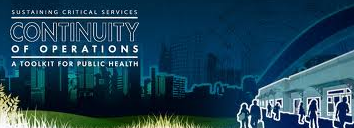 SUSTAINING CRITICAL SERVICES
CONTINUITY
OF OPERATIONS
A TOOLKIT FOR PUBLIC HEALTH